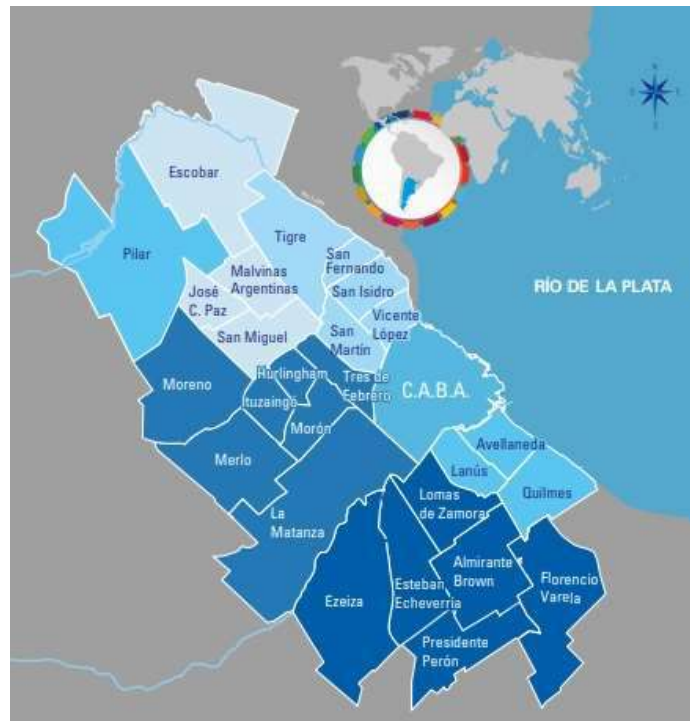 N
Escobar
Pilar
Tigre
San
Fernando
Malvinas
Argentinas
José
C. Paz
San Isidro
RÍO DE LA PLATA
Vicente
López
San Miguel
San
Martín
Moreno
Hurlingham
Tres de
Febrero
C.A.B.A.
Ituzaingó
Morón
Merlo
Avellaneda
Lanús
Quilmes
Lomas
de Zamora
La
Matanza
Almirante
Brown
Florencio
Varela
Esteban
Echeverría
Ezeiza
Presidente
Perón